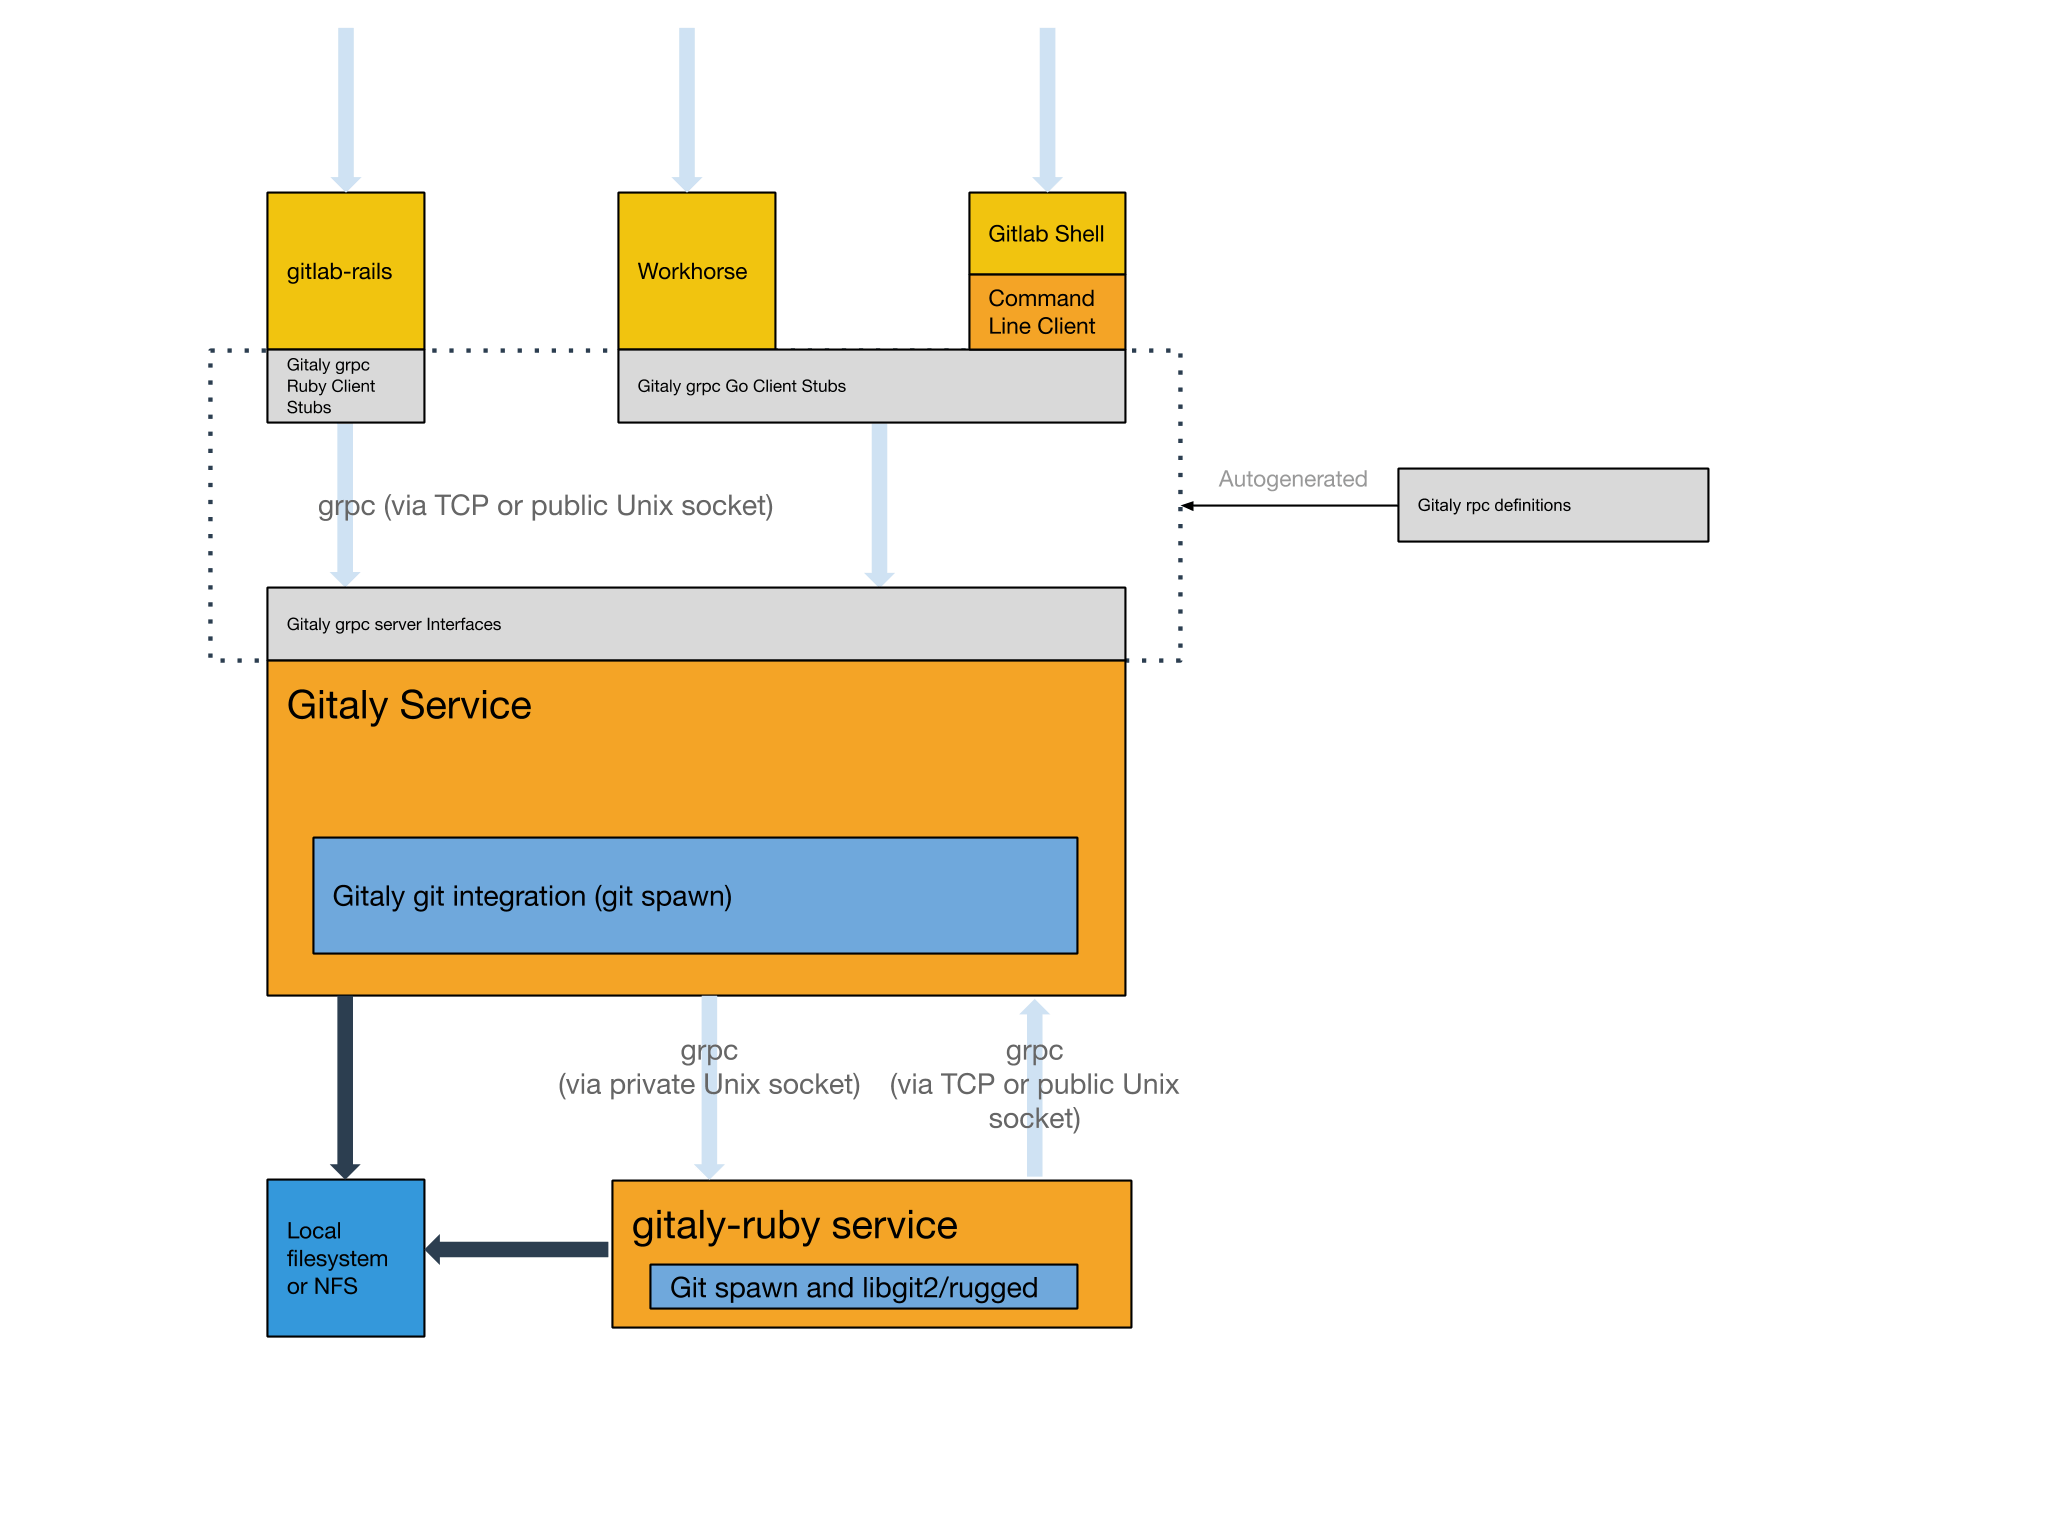 gitlab-rails
Workhorse
Gitlab Shell
Command
Line Client
Gitaly grpc
Ruby Client
Stubs
Gitaly grpc Go Client Stubs
Autogenerated
Gitaly rpc definitions
grpc (via TCP or public Unix socket)
Gitaly grpc server Interfaces
Gitaly Service
Gitaly git integration (git spawn)
grpc
(via private Unix socket)
grpc
(via TCP or public Unix
socket)
Local
filesystem
or NFS
gitaly-ruby service
Git spawn and libgit2/rugged